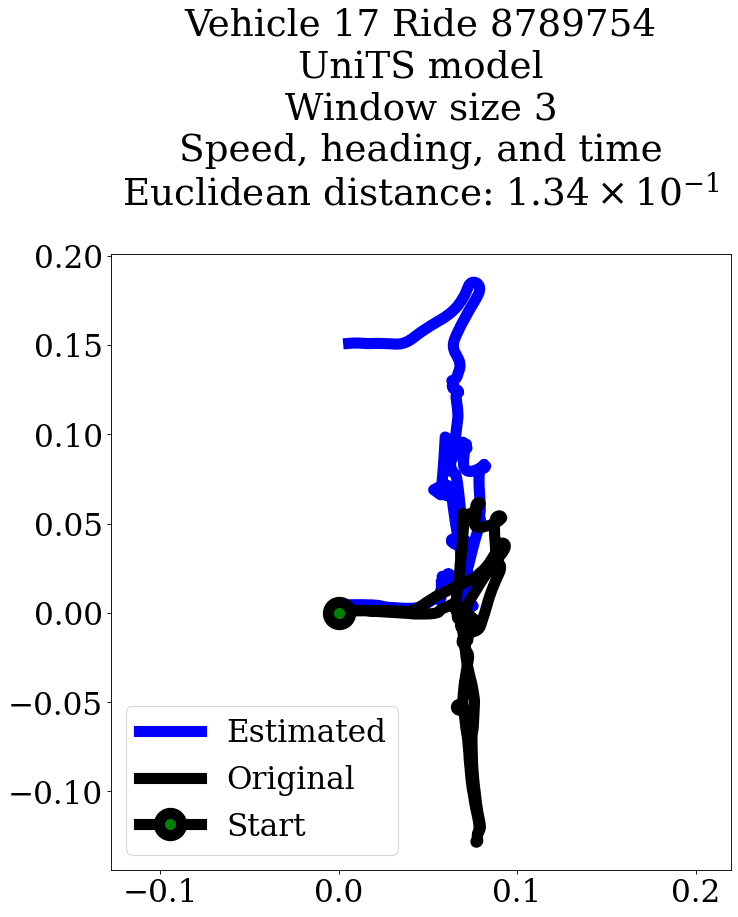 Vehicle 17 Ride 8789754
UniTS model
Window size 3
Speed, heading, and time
Euclidean distance: 1.34 × 10⁻¹
0.20
0.15
0.10
0.05
0.00
−0.05
−0.10
Estimated
Original
Start
−0.1
0.0
0.1
0.2